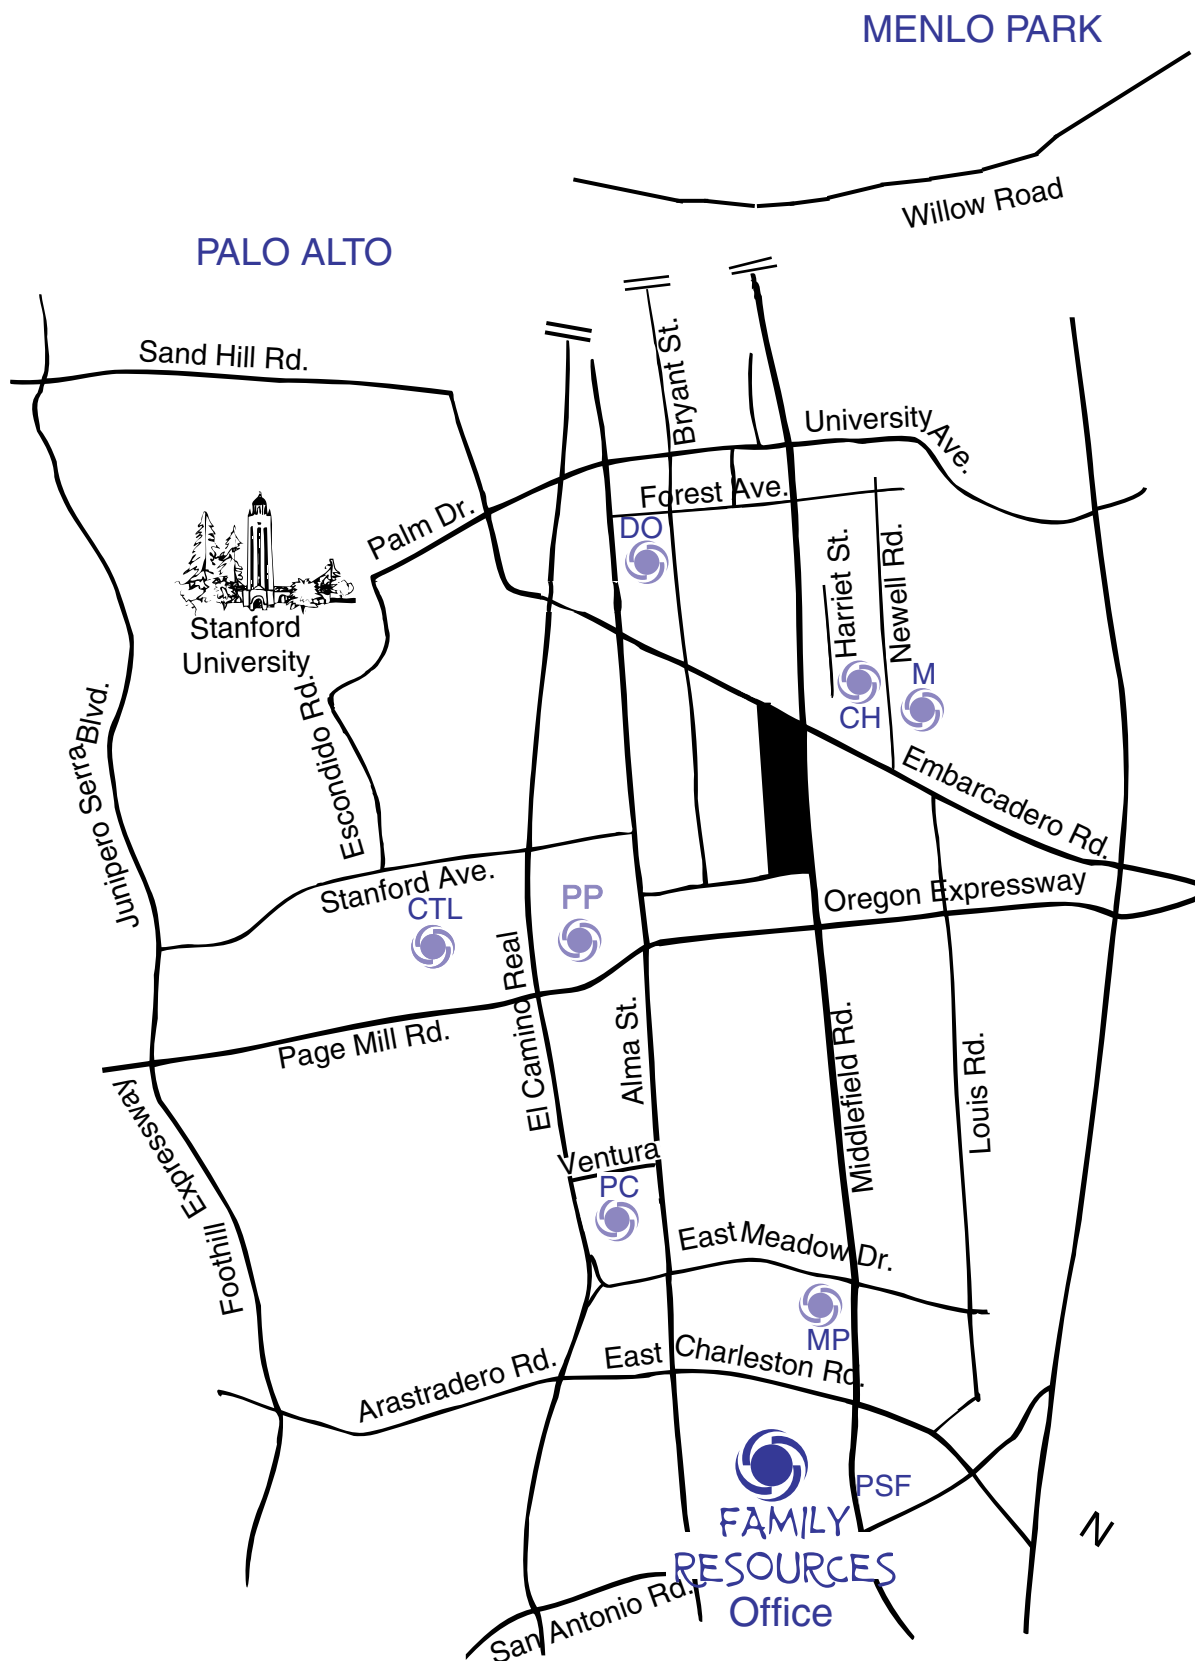 MENLO PARK
Willow Road
PALO ALTO
Sand Hill Rd.
Bryant St.
University Ave.
Forest Ave.
Palm Dr.
DO
Harriet St.
Newell Rd.
Stanford
University
M
CH
Escondido Rd.
Junipero Serra Blvd.
Embarcadero Rd.
Stanford Ave.
CTL
PP
Oregon Expressway
El Camino Real
Alma St.
Middlefield Rd.
Louis Rd.
Page Mill Rd.
Foothill Expressway
Ventura
PC
East Meadow Dr.
MP
East Charleston Rd.
Arastradero Rd.
PSF
FAMILY
RESOURCES
Office
San Antonio Rd.
N